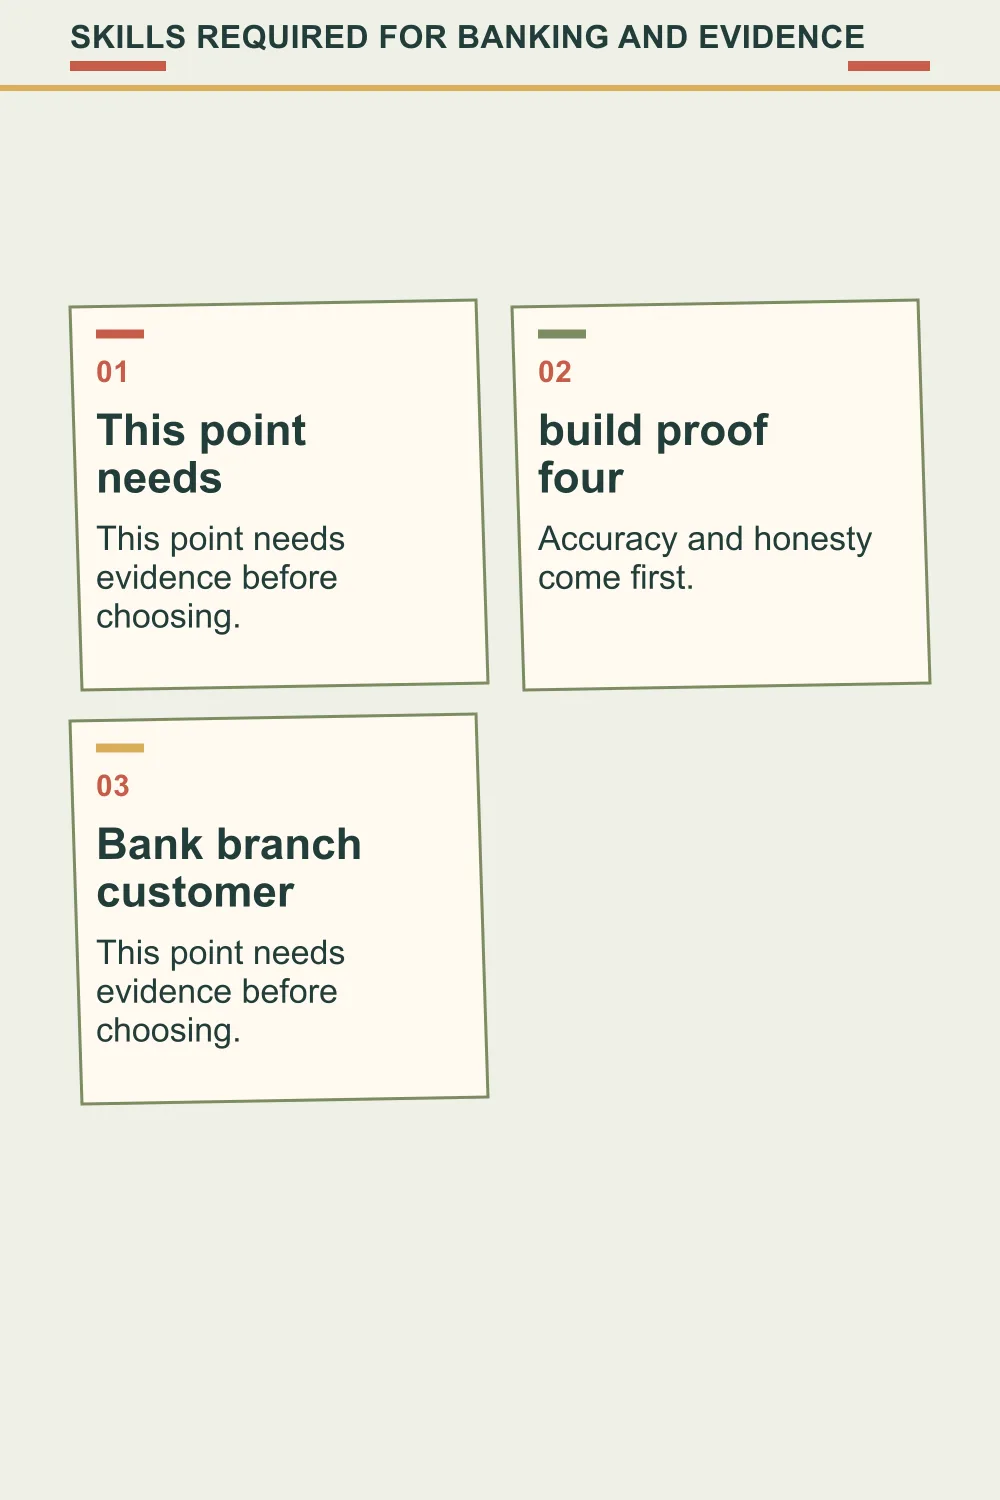 SKILLS REQUIRED FOR BANKING AND EVIDENCE
01
This point
needs
This point needs
evidence before
choosing.
02
build proof
four
Accuracy and honesty
come first.
03
Bank branch
customer
This point needs
evidence before
choosing.